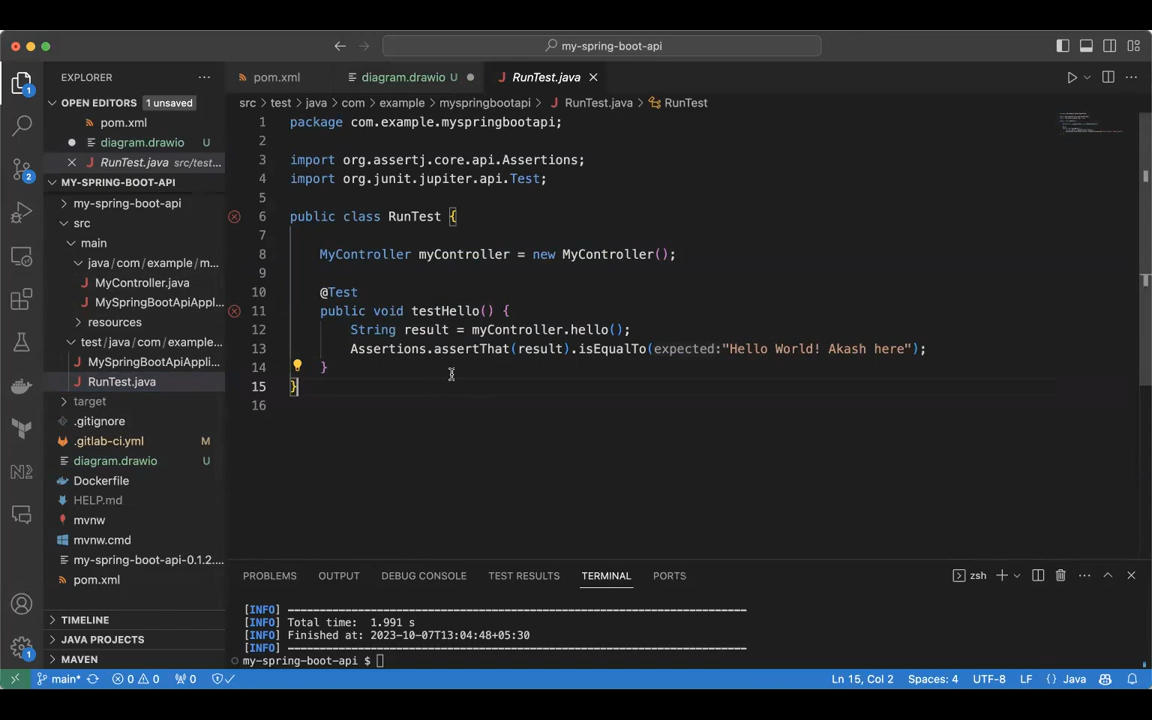 my-spring-boot-api
EXPLORER
pom.xml
diagram.drawio U
RunTest.java
OPEN EDITORS 1 unsaved
src > test > java > com > example > myspringbootapi > RunTest.java > RunTest
pom.xml
diagram.drawio U
RunTest.java src/test...
MY-SPRING-BOOT-API
my-spring-boot-api
src
main
java/com/example/m...
MyController.java
MySpringBootApiAppl...
resources
test/java/com/example...
MySpringBootApiAppli...
RunTest.java
target
.gitignore
.gitlab-ci.yml M
diagram.drawio U
Dockerfile
HELP.md
mvnw
mvnw.cmd
my-spring-boot-api-0.1.2...
pom.xml
TIMELINE
JAVA PROJECTS
MAVEN
1 package com.example.myspringbootapi;
2
3 import org.assertj.core.api.Assertions;
4 import org.junit.jupiter.api.Test;
5
6 public class RunTest {
7
8 MyController myController = new MyController();
9
10 @Test
11 public void testHello() {
12 String result = myController.hello();
13 Assertions.assertThat(result).isEqualTo(expected:"Hello World! Akash here");
14 }
15 }
16
PROBLEMS OUTPUT DEBUG CONSOLE TEST RESULTS TERMINAL PORTS
zsh
[INFO] ------------------------------------------------------------------------
[INFO] Total time: 1.991 s
[INFO] Finished at: 2023-10-07T13:04:48+05:30
[INFO] ------------------------------------------------------------------------
my-spring-boot-api $
1
2
N2
1
main* 0 0 0 Ln 15, Col 2 Spaces: 4 UTF-8 LF {} Java